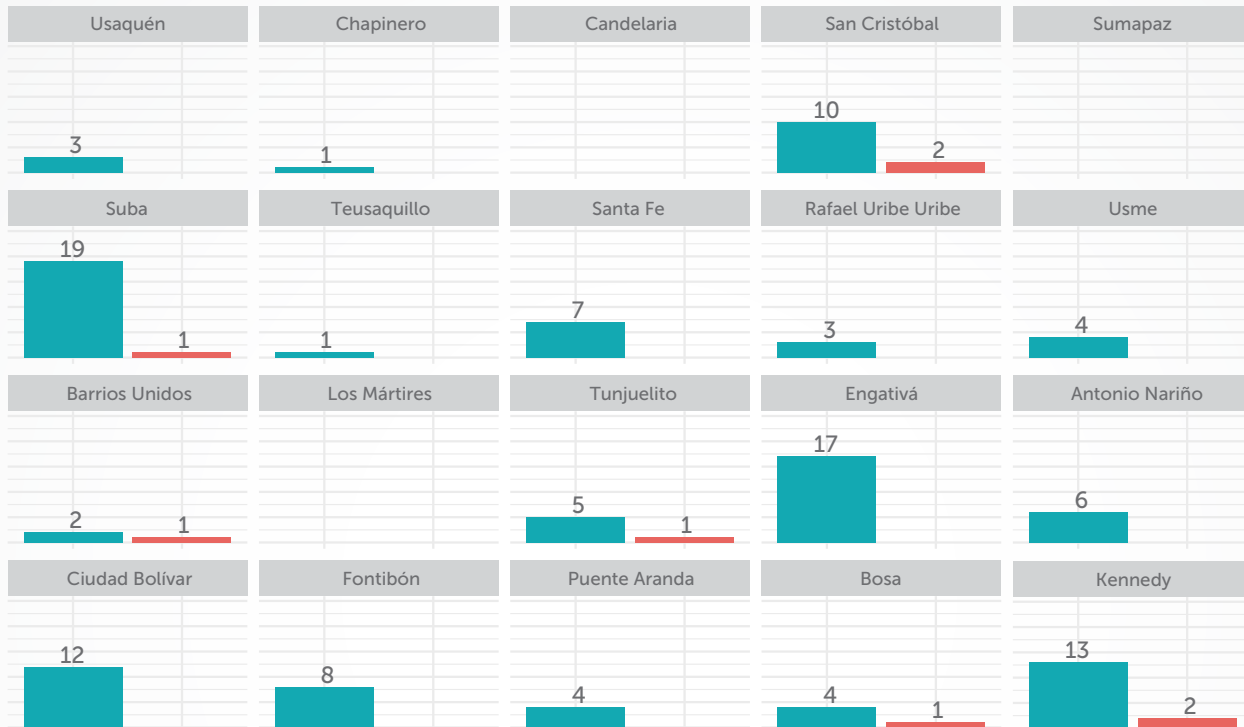 Usaquén
Chapinero
Candelaria
San Cristóbal
Sumapaz
3
1
10
2
Suba
Teusaquillo
Santa Fe
Rafael Uribe Uribe
Usme
19
1
1
7
3
4
Barrios Unidos
Los Mártires
Tunjuelito
Engativá
Antonio Nariño
2
1
5
1
17
6
Ciudad Bolívar
Fontibón
Puente Aranda
Bosa
Kennedy
12
8
4
4
1
13
2